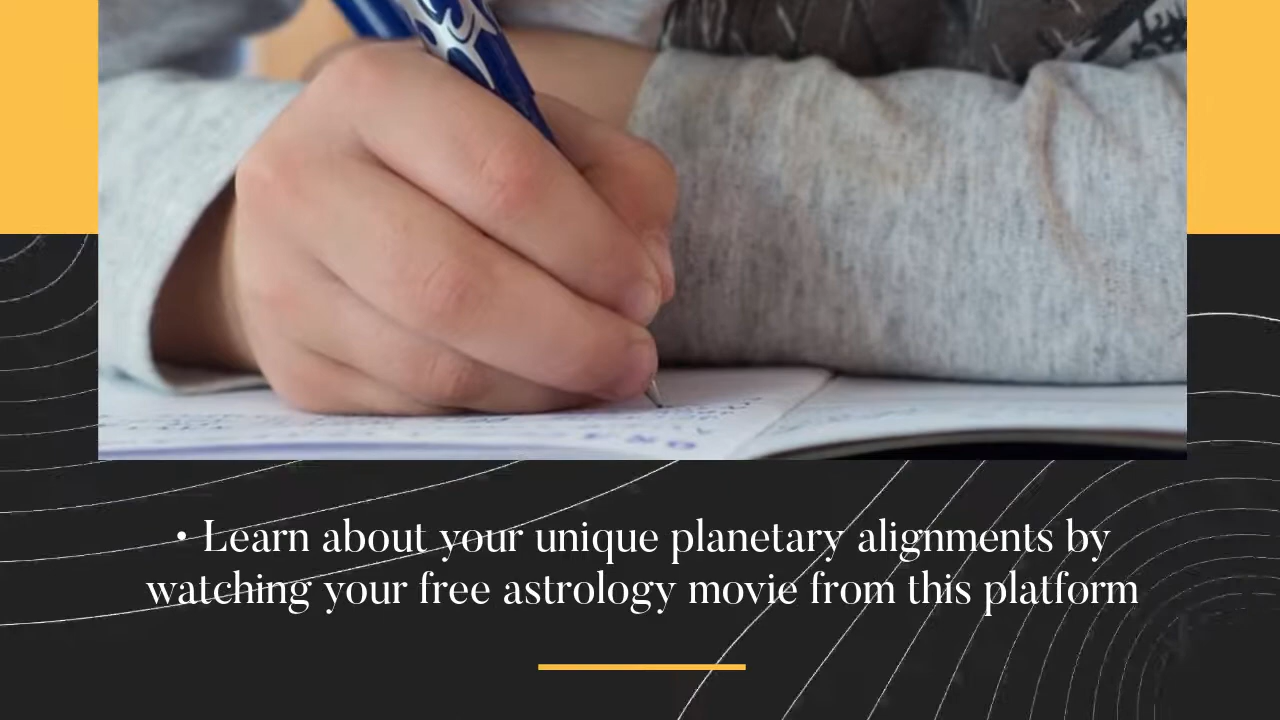 • Learn about your unique planetary alignments by
watching your free astrology movie from this platform